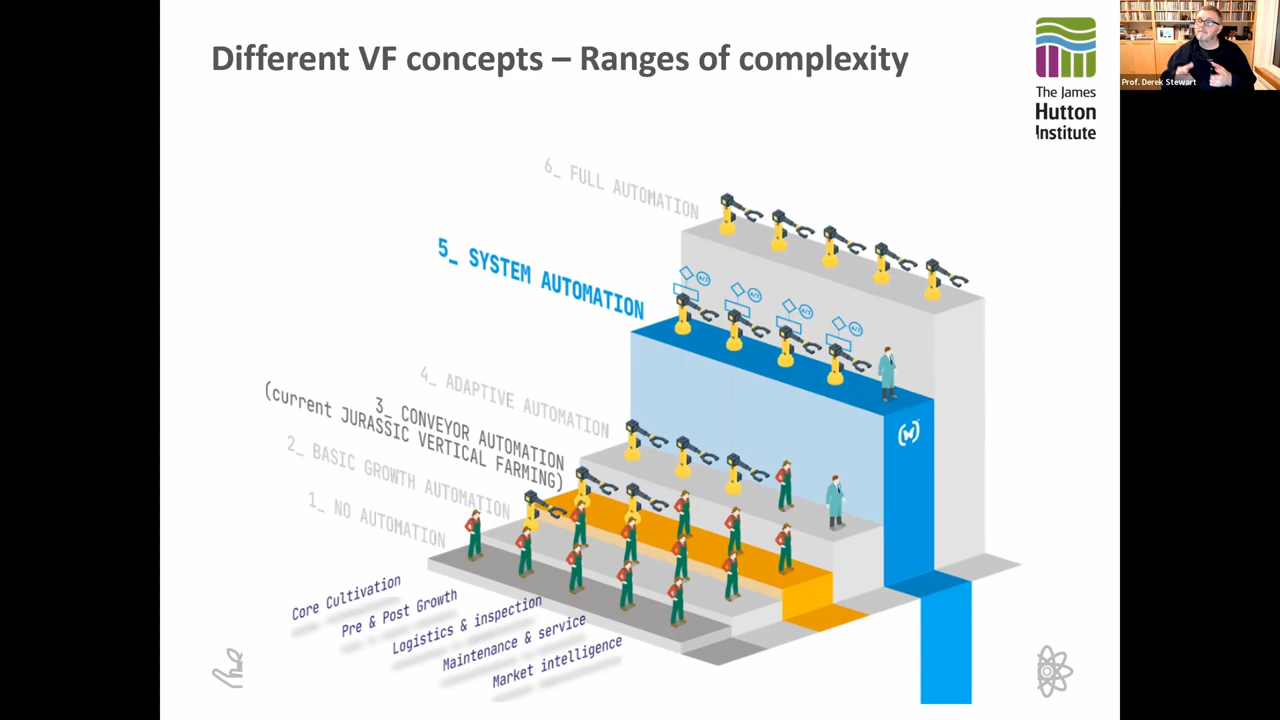 Different VF concepts – Ranges of complexity
The James
Hutton
Institute
Prof. Derek Stewart
6_ FULL AUTOMATION
5_ SYSTEM AUTOMATION
4_ ADAPTIVE AUTOMATION
3_ CONVEYOR AUTOMATION
(current JURASSIC VERTICAL FARMING)
2_ BASIC GROWTH AUTOMATION
1_ NO AUTOMATION
Core Cultivation
Pre & Post Growth
Logistics & inspection
Maintenance & service
Market intelligence